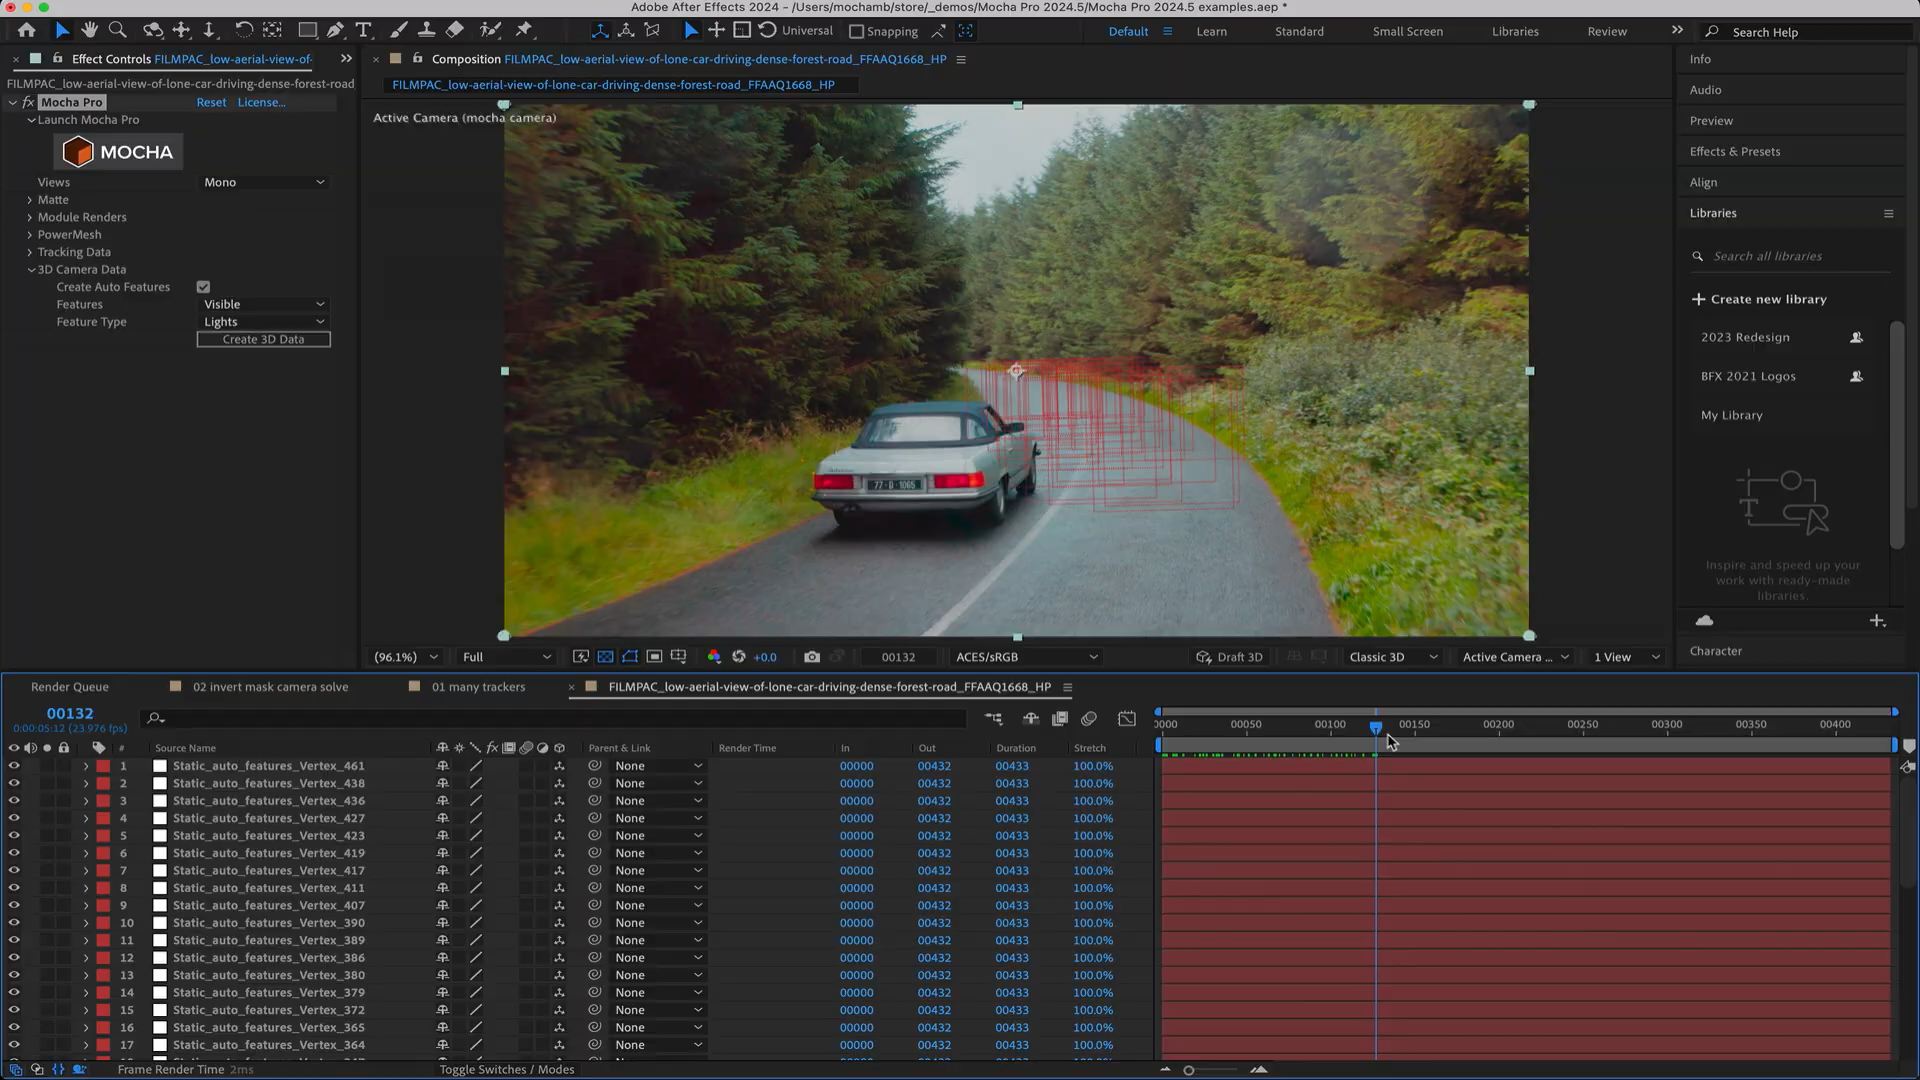 Adobe After Effects 2024 - /Users/mochamb/store/_demos/Mocha Pro 2024.5/Mocha Pro 2024.5 examples.aep *
Universal Snapping Default Learn Standard Small Screen Libraries Review Search Help
Effect Controls FILMPAC_low-aerial-view-of-
Composition FILMPAC_low-aerial-view-of-lone-car-driving-dense-forest-road_FFAAQ1668_HP
Info
FILMPAC_low-aerial-view-of-lone-car-driving-dense-forest-road
FILMPAC_low-aerial-view-of-lone-car-driving-dense-forest-road_FFAAQ1668_HP
Audio
fx Mocha Pro Reset License...
Launch Mocha Pro
Active Camera (mocha camera)
Preview
MOCHA
Effects & Presets
Views Mono
Align
Matte
Module Renders
Libraries
PowerMesh
Tracking Data
Search all libraries
3D Camera Data
Create Auto Features
Create new library
Features Visible
Feature Type Lights
Create 3D Data
2023 Redesign
BFX 2021 Logos
My Library
77-D-1065
T
Inspire and speed up your
work with ready-made
libraries.
Character
(96.1%) Full +0.0 00132 ACES/sRGB Draft 3D Classic 3D Active Camera ... 1 View
Render Queue 02 invert mask camera solve 01 many trackers FILMPAC_low-aerial-view-of-lone-car-driving-dense-forest-road_FFAAQ1668_HP
00132
0:00:05:12 (23.976 fps)
0000 00050 00100 00150 00200 00250 00300 00350 00400
# Source Name fx Parent & Link Render Time In Out Duration Stretch
1 Static_auto_features_Vertex_461 None 00000 00432 00433 100.0%
2 Static_auto_features_Vertex_438 None 00000 00432 00433 100.0%
3 Static_auto_features_Vertex_436 None 00000 00432 00433 100.0%
4 Static_auto_features_Vertex_427 None 00000 00432 00433 100.0%
5 Static_auto_features_Vertex_423 None 00000 00432 00433 100.0%
6 Static_auto_features_Vertex_419 None 00000 00432 00433 100.0%
7 Static_auto_features_Vertex_417 None 00000 00432 00433 100.0%
8 Static_auto_features_Vertex_411 None 00000 00432 00433 100.0%
9 Static_auto_features_Vertex_407 None 00000 00432 00433 100.0%
10 Static_auto_features_Vertex_390 None 00000 00432 00433 100.0%
11 Static_auto_features_Vertex_389 None 00000 00432 00433 100.0%
12 Static_auto_features_Vertex_386 None 00000 00432 00433 100.0%
13 Static_auto_features_Vertex_380 None 00000 00432 00433 100.0%
14 Static_auto_features_Vertex_379 None 00000 00432 00433 100.0%
15 Static_auto_features_Vertex_372 None 00000 00432 00433 100.0%
16 Static_auto_features_Vertex_365 None 00000 00432 00433 100.0%
17 Static_auto_features_Vertex_364 None 00000 00432 00433 100.0%
Frame Render Time 2ms Toggle Switches / Modes